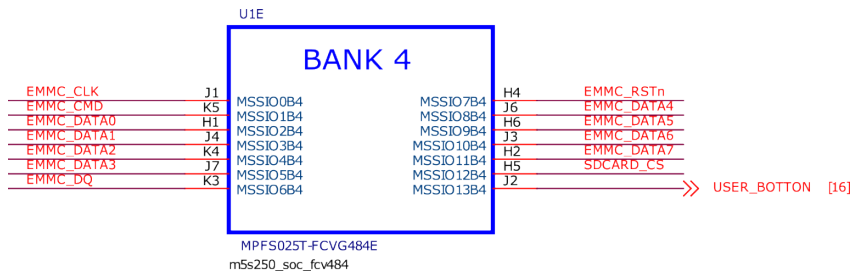 U1E
BANK 4
EMMC_CLK J1 MSSIO0B4 MSSIO7B4 H4 EMMC_RSTn
EMMC_CMD K5 MSSIO1B4 MSSIO8B4 J6 EMMC_DATA4
EMMC_DATA0 H1 MSSIO2B4 MSSIO9B4 H6 EMMC_DATA5
EMMC_DATA1 J4 MSSIO3B4 MSSIO10B4 J3 EMMC_DATA6
EMMC_DATA2 K4 MSSIO4B4 MSSIO11B4 H2 EMMC_DATA7
EMMC_DATA3 J7 MSSIO5B4 MSSIO12B4 H5 SDCARD_CS
EMMC_DQ K3 MSSIO6B4 MSSIO13B4 J2 USER_BOTTON [16]
MPFS025T-FCVG484E
m5s250_soc_fcv484